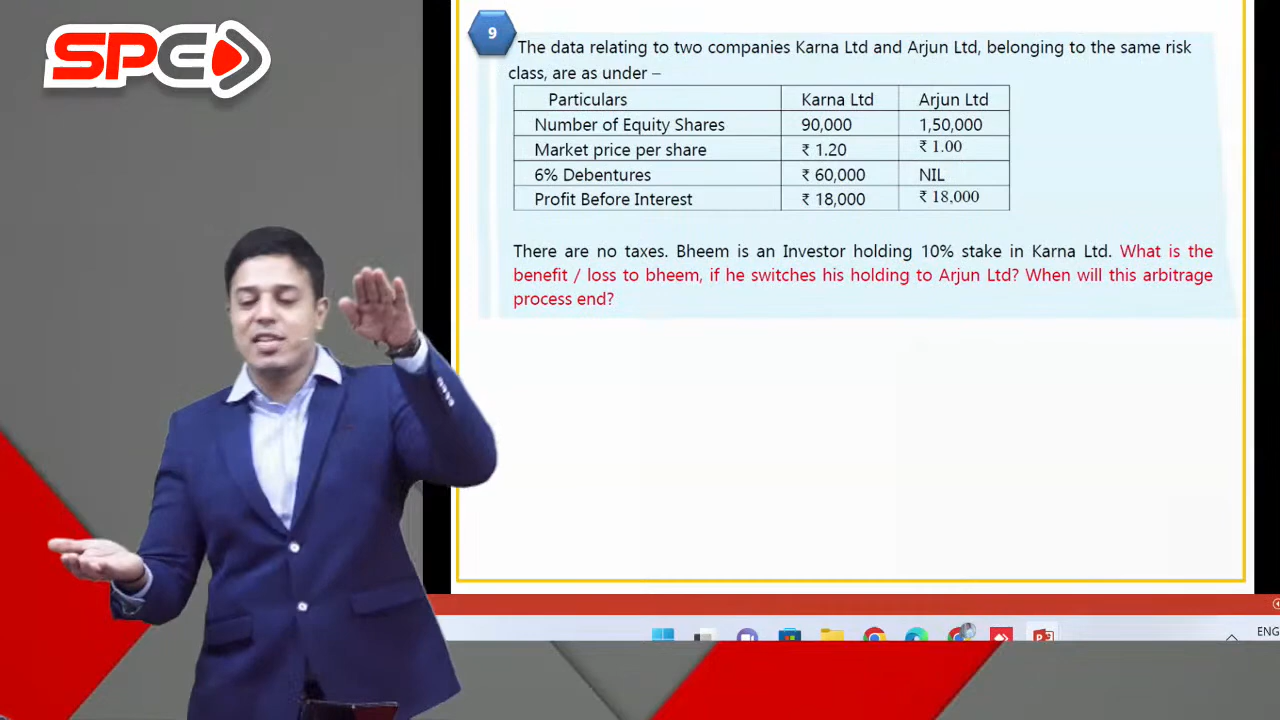 SPC
9
The data relating to two companies Karna Ltd and Arjun Ltd, belonging to the same risk
class, are as under –
Particulars Karna Ltd Arjun Ltd
Number of Equity Shares 90,000 1,50,000
Market price per share ₹ 1.20 ₹ 1.00
6% Debentures ₹ 60,000 NIL
Profit Before Interest ₹ 18,000 ₹ 18,000
There are no taxes. Bheem is an Investor holding 10% stake in Karna Ltd. What is the
benefit / loss to bheem, if he switches his holding to Arjun Ltd? When will this arbitrage
process end?
ENG